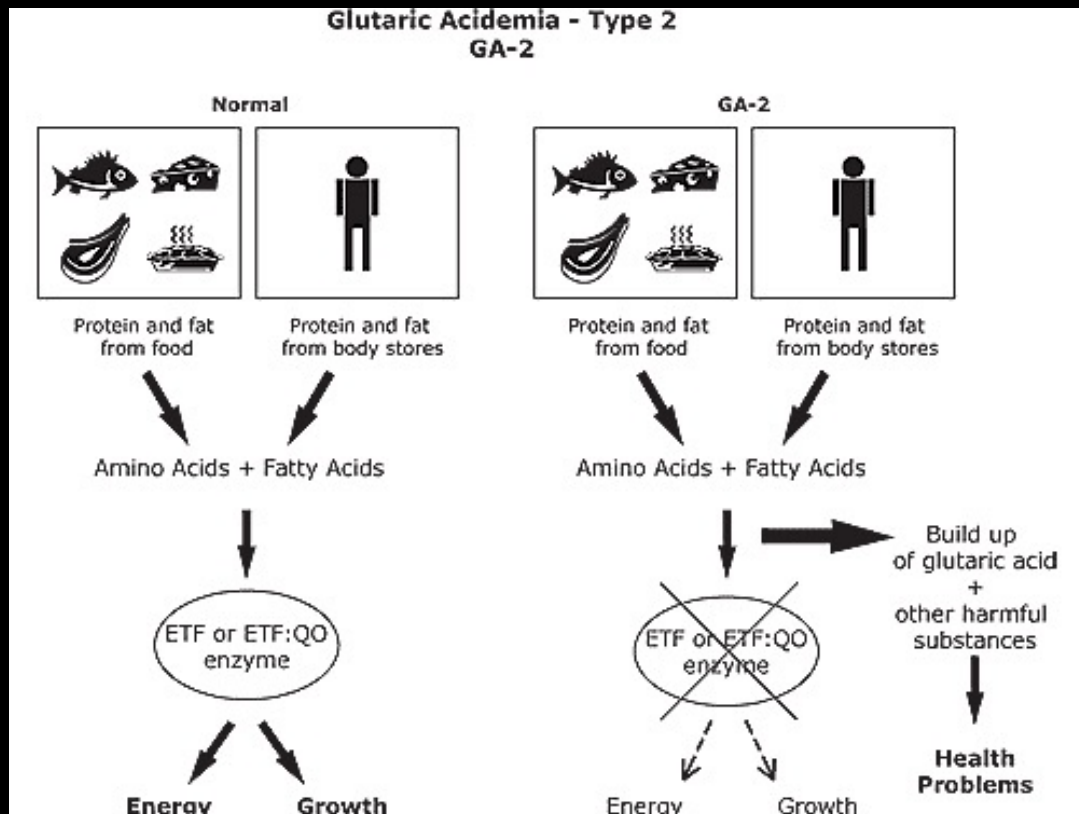 Glutaric Acidemia - Type 2
GA-2
Normal
Protein and fat
from food
Protein and fat
from body stores
Amino Acids + Fatty Acids
ETF or ETF:QO
enzyme
Energy
Growth
GA-2
Protein and fat
from food
Protein and fat
from body stores
Amino Acids + Fatty Acids
Build up
of glutaric acid
+
other harmful
substances
ETF or ETF:QO
enzyme
Health
Problems
Energy
Growth